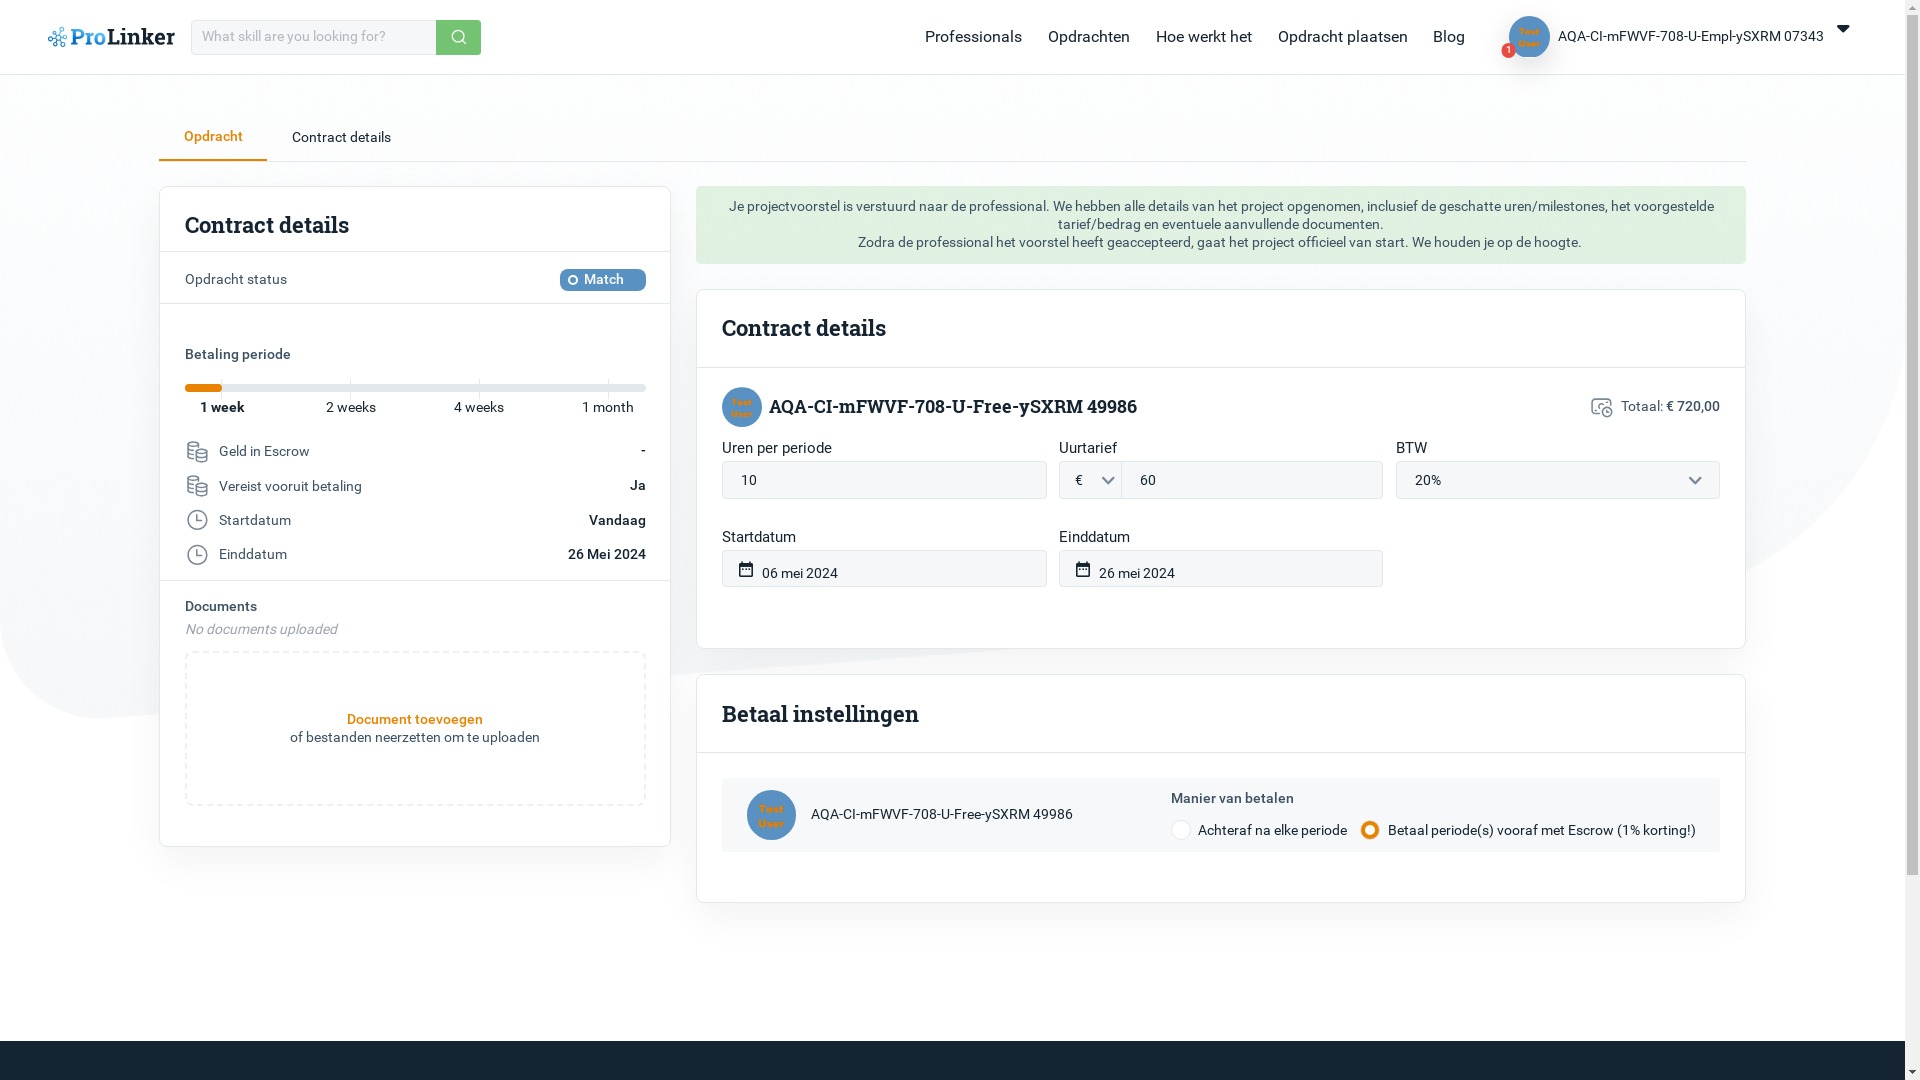 ProLinker
What skill are you looking for?
Professionals
Opdrachten
Hoe werkt het
Opdracht plaatsen
Blog
Test
User
1
AQA-CI-mFWVF-708-U-Empl-ySXRM 07343
Opdracht
Contract details
Contract details
Opdracht status
Match
Betaling periode
1 week
2 weeks
4 weeks
1 month
Geld in Escrow
-
Vereist vooruit betaling
Ja
Startdatum
Vandaag
Einddatum
26 Mei 2024
Documents
No documents uploaded
Document toevoegen
of bestanden neerzetten om te uploaden
Je projectvoorstel is verstuurd naar de professional. We hebben alle details van het project opgenomen, inclusief de geschatte uren/milestones, het voorgestelde
tarief/bedrag en eventuele aanvullende documenten.
Zodra de professional het voorstel heeft geaccepteerd, gaat het project officieel van start. We houden je op de hoogte.
Contract details
Test
User
AQA-CI-mFWVF-708-U-Free-ySXRM 49986
Totaal: € 720,00
Uren per periode
Uurtarief
BTW
10
€
60
20%
Startdatum
Einddatum
06 mei 2024
26 mei 2024
Betaal instellingen
Test
User
AQA-CI-mFWVF-708-U-Free-ySXRM 49986
Manier van betalen
Achteraf na elke periode
Betaal periode(s) vooraf met Escrow (1% korting!)